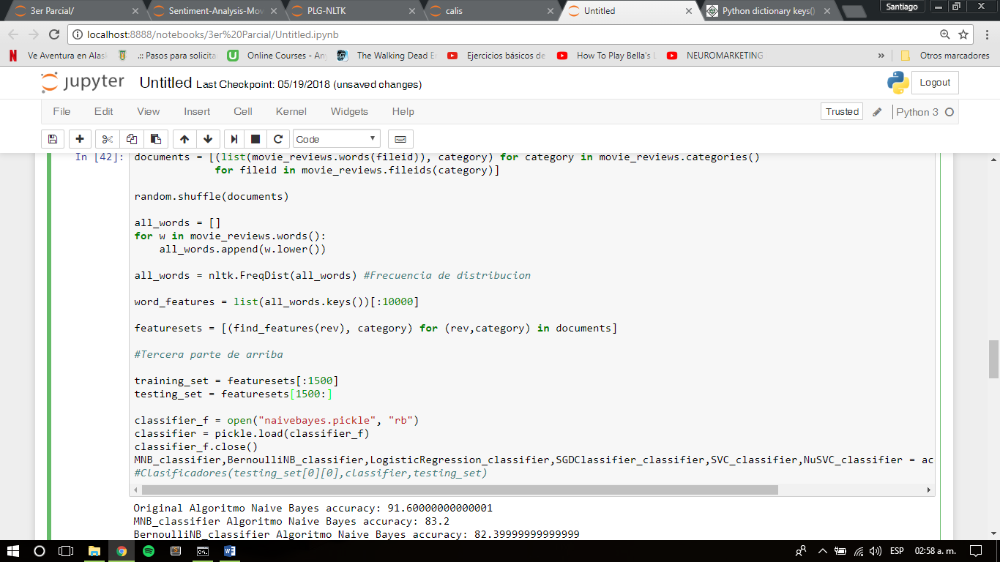 3er Parcial/
Sentiment-Analysis-Mov
PLG-NLTK
calis
Untitled
Python dictionary keys()
Santiago
localhost:8888/notebooks/3er%20Parcial/Untitled.ipynb
Ve Aventura en Alas
.:: Pasos para solicita
Online Courses - An
The Walking Dead E
Ejercicios básicos de
How To Play Bella's L
NEUROMARKETING
»
Otros marcadores
jupyter Untitled Last Checkpoint: 05/19/2018 (unsaved changes)
Logout
File Edit View Insert Cell Kernel Widgets Help
Trusted
Python 3
Code
In [42]:
documents = [(list(movie_reviews.words(fileid)), category) for category in movie_reviews.categories()
             for fileid in movie_reviews.fileids(category)]
random.shuffle(documents)
all_words = []
for w in movie_reviews.words():
    all_words.append(w.lower())
all_words = nltk.FreqDist(all_words) #Frecuencia de distribucion
word_features = list(all_words.keys())[:10000]
featuresets = [(find_features(rev), category) for (rev,category) in documents]
#Tercera parte de arriba
training_set = featuresets[:1500]
testing_set = featuresets[1500:]
classifier_f = open("naivebayes.pickle", "rb")
classifier = pickle.load(classifier_f)
classifier_f.close()
MNB_classifier,BernoulliNB_classifier,LogisticRegression_classifier,SGDClassifier_classifier,SVC_classifier,NuSVC_classifier = ac
#Clasificadores(testing_set[0][0],classifier,testing_set)
Original Algoritmo Naive Bayes accuracy: 91.60000000000001
MNB_classifier Algoritmo Naive Bayes accuracy: 83.2
BernoulliNB_classifier Algoritmo Naive Bayes accuracy: 82.39999999999999
ESP
02:58 a. m.